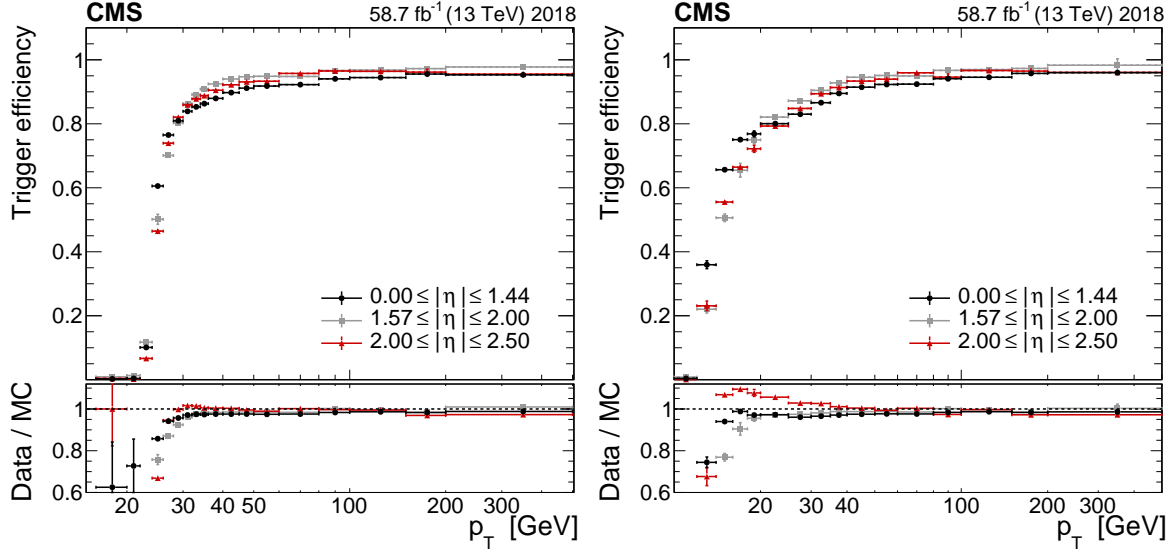 CMS 58.7 fb⁻¹ (13 TeV) 2018
Trigger efficiency
1
0.8
0.6
0.4
0.2
0.00 ≤ |η| ≤ 1.44
1.57 ≤ |η| ≤ 2.00
2.00 ≤ |η| ≤ 2.50
Data / MC
1
0.8
0.6
20 30 40 50 100 200 300
p_T [GeV]
CMS 58.7 fb⁻¹ (13 TeV) 2018
Trigger efficiency
1
0.8
0.6
0.4
0.2
0.00 ≤ |η| ≤ 1.44
1.57 ≤ |η| ≤ 2.00
2.00 ≤ |η| ≤ 2.50
Data / MC
1
0.8
0.6
20 30 40 100 200 300
p_T [GeV]